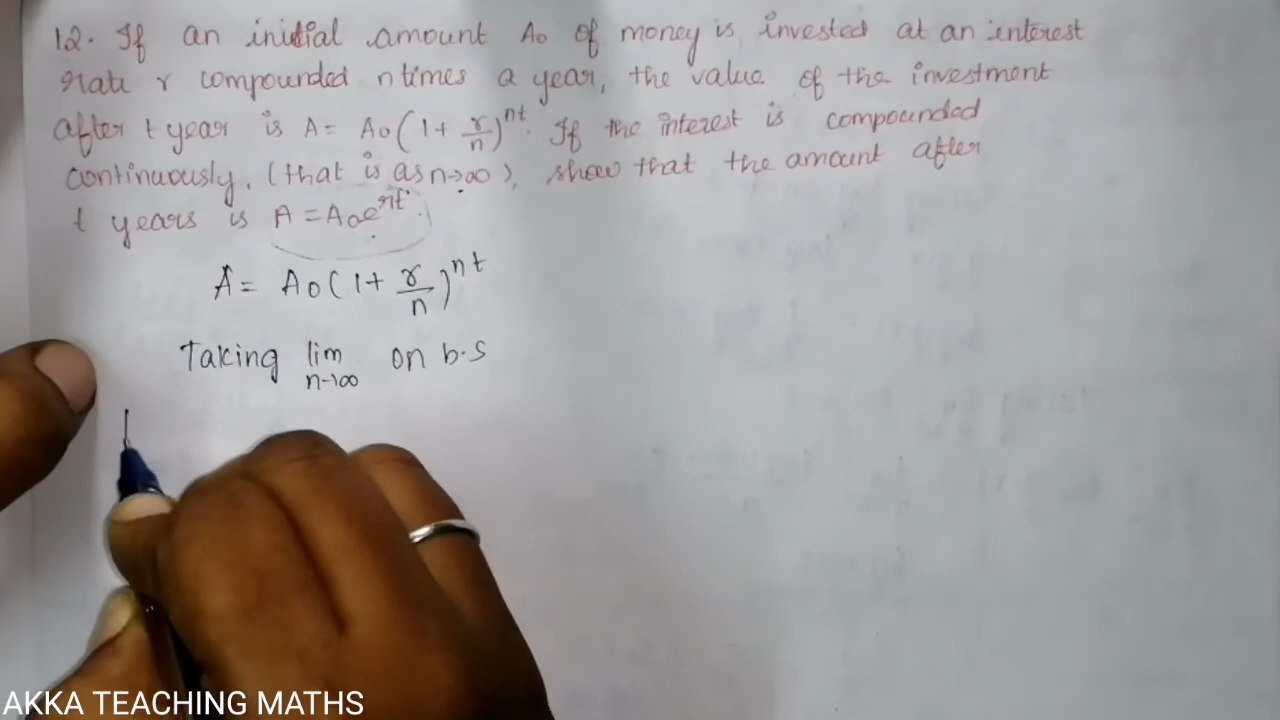 12. If an initial amount A₀ of money is invested at an interest
rate r compounded n times a year, the value of the investment
after t year is A = A₀(1 + r/n)^nt. If the interest is compounded
continuously, (that is as n→∞), show that the amount after
t years is A = A₀e^rt.
A = A₀(1 + r/n)^nt
Taking lim n→∞ on b.s
AKKA TEACHING MATHS